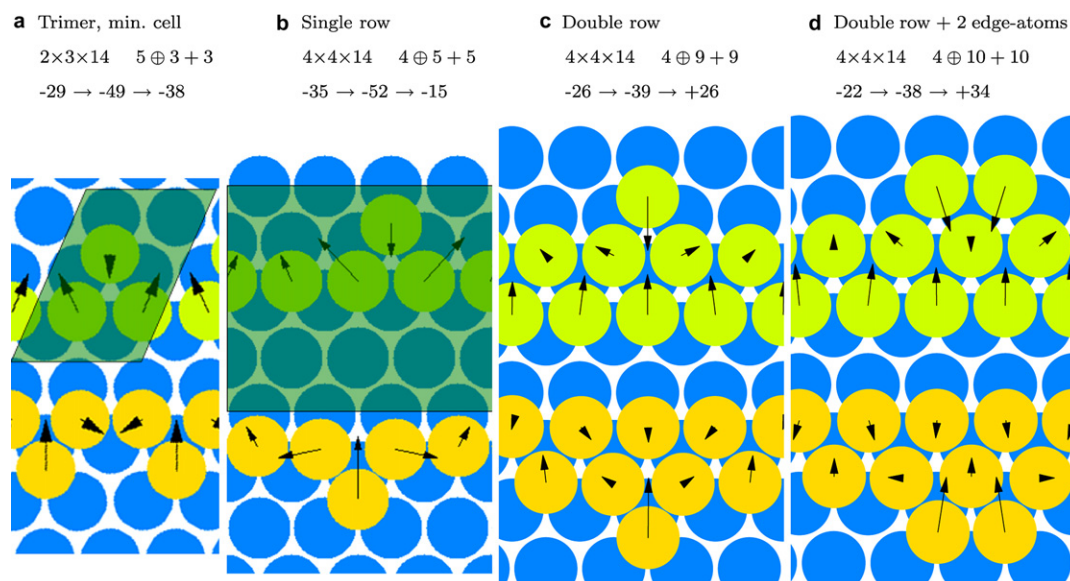 a Trimer, min. cell
2×3×14 5 ⊕ 3 + 3
-29 → -49 → -38
b Single row
4×4×14 4 ⊕ 5 + 5
-35 → -52 → -15
c Double row
4×4×14 4 ⊕ 9 + 9
-26 → -39 → +26
d Double row + 2 edge-atoms
4×4×14 4 ⊕ 10 + 10
-22 → -38 → +34